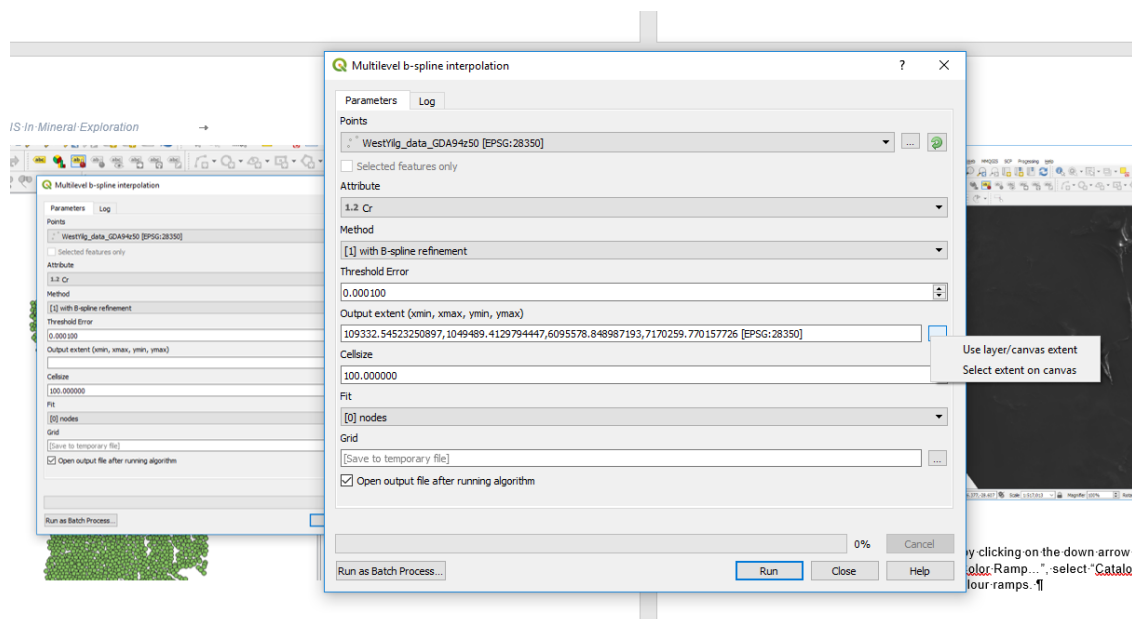 IS·In·Mineral·Exploration →
Multilevel b-spline interpolation
Parameters Log
Points
WestYilg_data_GDA94z50 [EPSG:28350]
Selected features only
Attribute
1.2 Cr
Method
[1] with B-spline refinement
Threshold Error
0.000100
Output extent (xmin, xmax, ymin, ymax)
Cellsize
100.000000
Fit
[0] nodes
Grid
[Save to temporary file]
Open output file after running algorithm
Run as Batch Process...
Multilevel b-spline interpolation ?
Parameters Log
Points
WestYilg_data_GDA94z50 [EPSG:28350] ...
Selected features only
Attribute
1.2 Cr
Method
[1] with B-spline refinement
Threshold Error
0.000100
Output extent (xmin, xmax, ymin, ymax)
109332.54523250897,1049489.4129794447,6095578.848987193,7170259.770157726 [EPSG:28350]
Use layer/canvas extent
Select extent on canvas
Cellsize
100.000000
Fit
[0] nodes
Grid
[Save to temporary file] ...
Open output file after running algorithm
0% Cancel
Run as Batch Process... Run Close Help
MMQGIS SCP Processing Help
Scale Magnifier 100%
by·clicking·on·the·down·arrow
olor·Ramp...",·select·"Catalo
lour·ramps.·¶